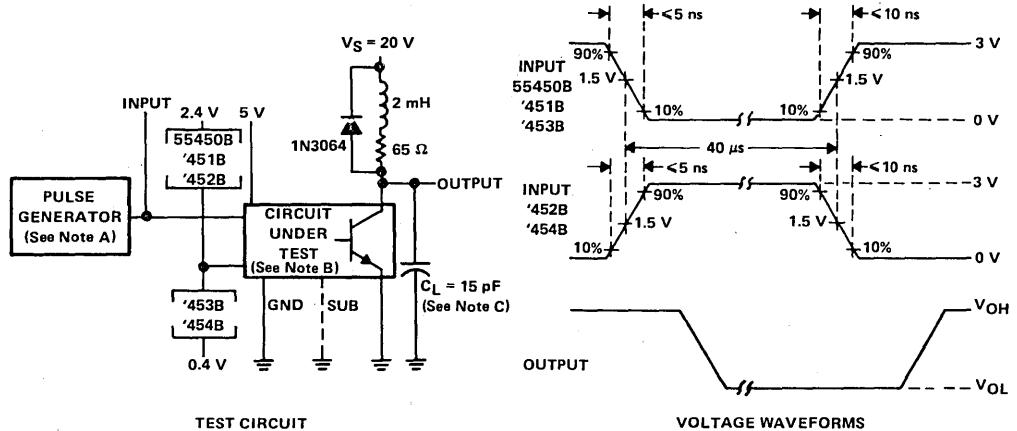 V_S = 20 V
2 mH
1N3064
65 Ω
INPUT
2.4 V
5 V
55450B
'451B
'452B
OUTPUT
PULSE
GENERATOR
(See Note A)
CIRCUIT
UNDER
TEST
(See Note B)
C_L = 15 pF
(See Note C)
GND
SUB
'453B
'454B
0.4 V
TEST CIRCUIT
≤5 ns
≤10 ns
90%
90%
3 V
INPUT
55450B
'451B
'453B
1.5 V
1.5 V
10%
10%
0 V
40 μs
≤5 ns
≤10 ns
INPUT
'452B
'454B
90%
90%
3 V
1.5 V
1.5 V
10%
10%
0 V
V_OH
OUTPUT
V_OL
VOLTAGE WAVEFORMS